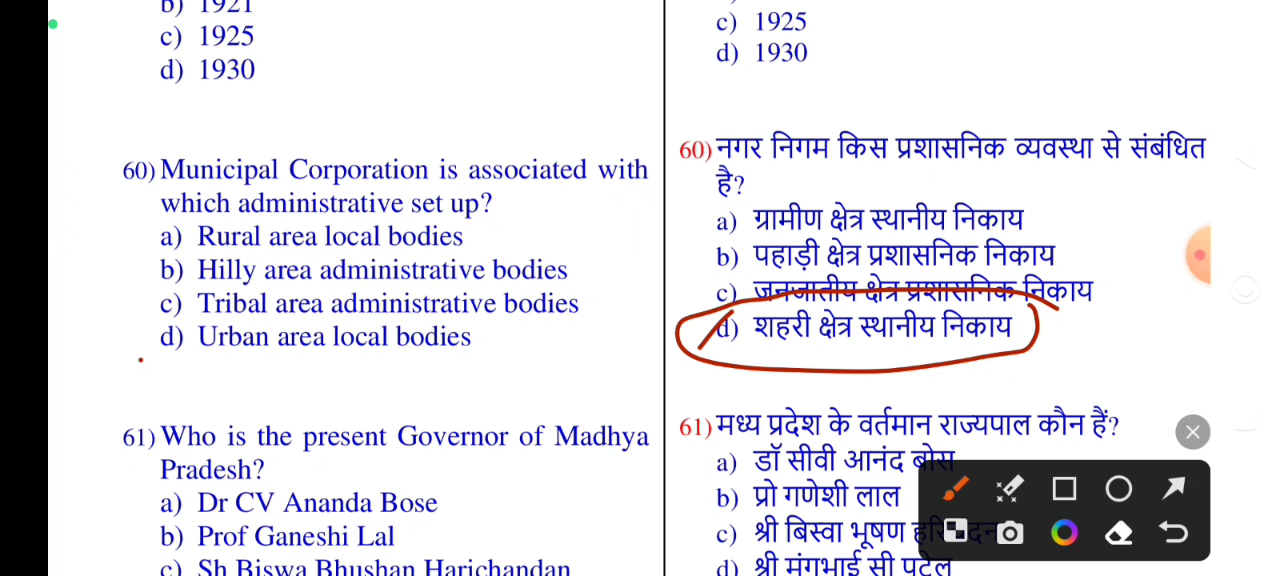 b) 1921
c) 1925
d) 1930
60) Municipal Corporation is associated with
which administrative set up?
a) Rural area local bodies
b) Hilly area administrative bodies
c) Tribal area administrative bodies
d) Urban area local bodies
61) Who is the present Governor of Madhya
Pradesh?
a) Dr CV Ananda Bose
b) Prof Ganeshi Lal
c) Sh Biswa Bhushan Harichandan
c) 1925
d) 1930
60) नगर निगम किस प्रशासनिक व्यवस्था से संबंधित
है?
a) ग्रामीण क्षेत्र स्थानीय निकाय
b) पहाड़ी क्षेत्र प्रशासनिक निकाय
c) जनजातीय क्षेत्र प्रशासनिक निकाय
d) शहरी क्षेत्र स्थानीय निकाय
61) मध्य प्रदेश के वर्तमान राज्यपाल कौन हैं?
a) डॉ सीवी आनंद बोस
b) प्रो गणेशी लाल
c) श्री बिस्वा भूषण
d) श्री मंगभाई सी पटेल